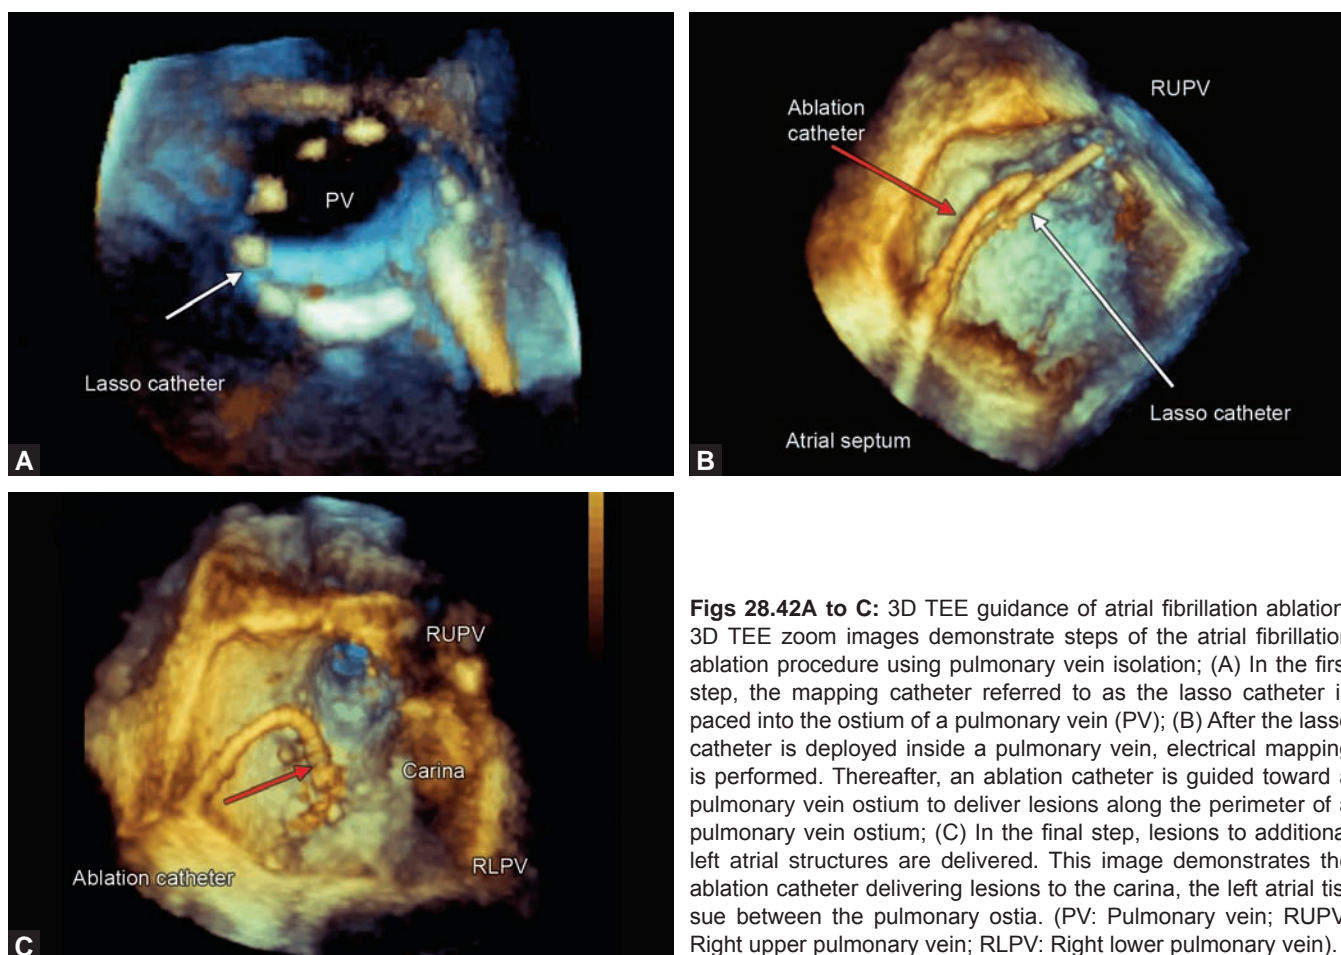 PV
Lasso catheter
A
Ablation
catheter
RUPV
Lasso catheter
Atrial septum
B
RUPV
Carina
RLPV
Ablation catheter
C
Figs 28.42A to C: 3D TEE guidance of atrial fibrillation ablation
3D TEE zoom images demonstrate steps of the atrial fibrillation
ablation procedure using pulmonary vein isolation; (A) In the firs
step, the mapping catheter referred to as the lasso catheter i
paced into the ostium of a pulmonary vein (PV); (B) After the lass
catheter is deployed inside a pulmonary vein, electrical mapping
is performed. Thereafter, an ablation catheter is guided toward a
pulmonary vein ostium to deliver lesions along the perimeter of a
pulmonary vein ostium; (C) In the final step, lesions to additiona
left atrial structures are delivered. This image demonstrates the
ablation catheter delivering lesions to the carina, the left atrial tis
sue between the pulmonary ostia. (PV: Pulmonary vein; RUPV
Right upper pulmonary vein; RLPV: Right lower pulmonary vein).